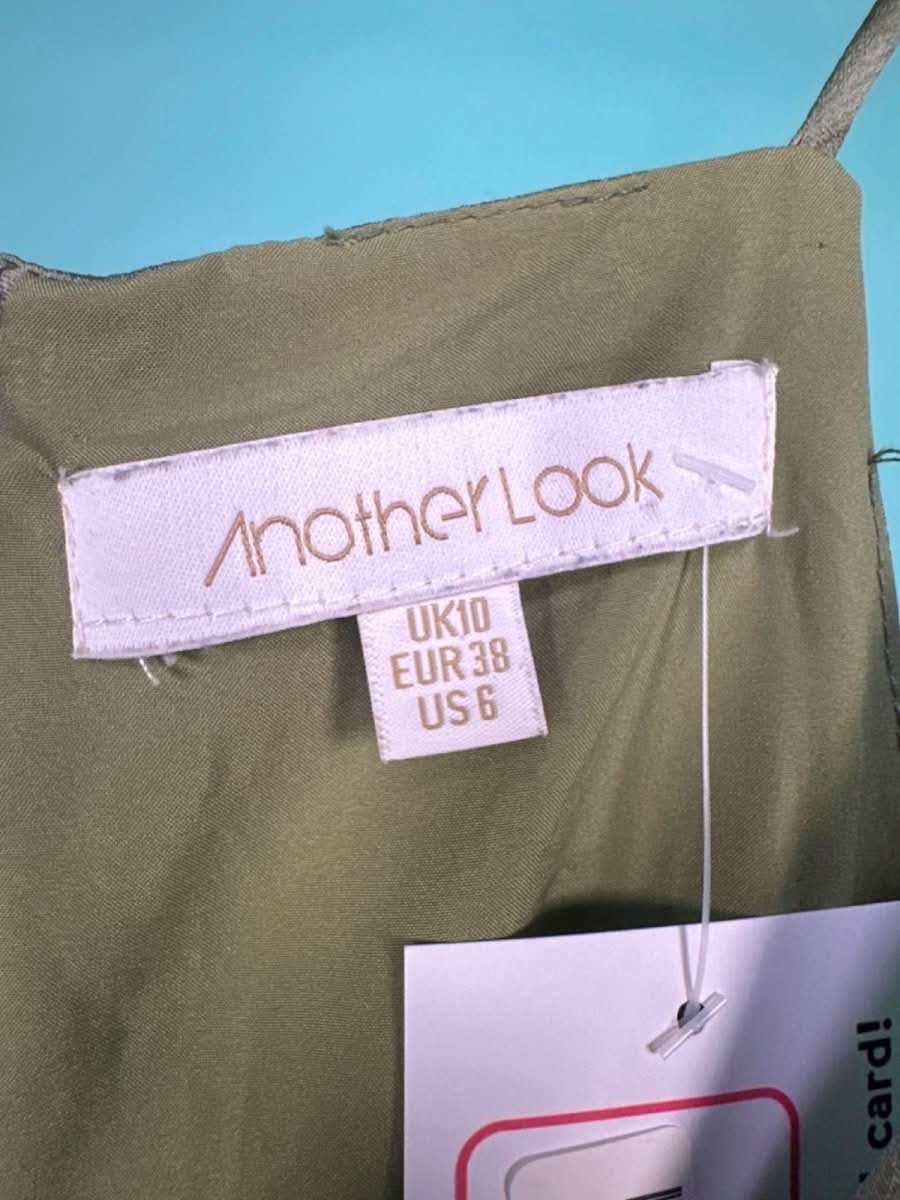 Another Look
UK10
EUR 38
US 6
card!